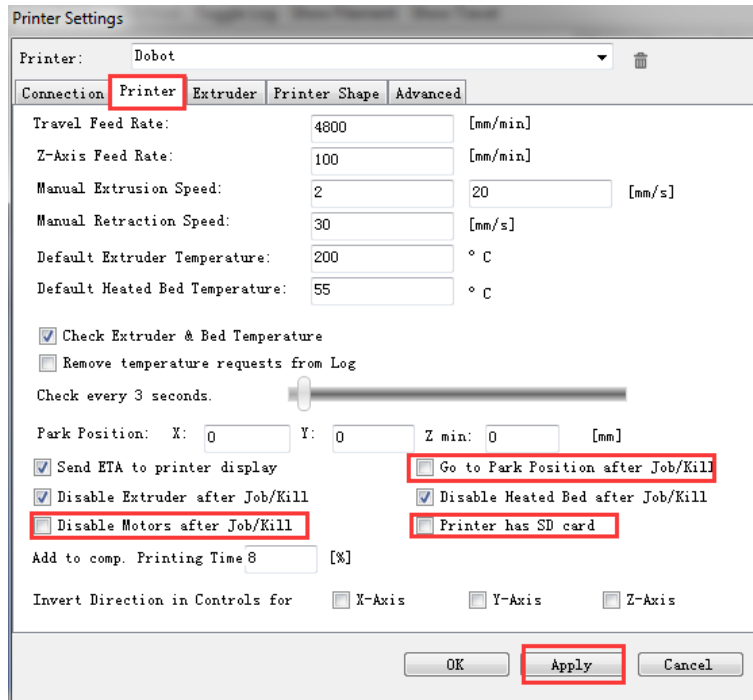 Printer Settings
Printer: Dobot
Connection Printer Extruder Printer Shape Advanced
Travel Feed Rate: 4800 [mm/min]
Z-Axis Feed Rate: 100 [mm/min]
Manual Extrusion Speed: 2 20 [mm/s]
Manual Retraction Speed: 30 [mm/s]
Default Extruder Temperature: 200 ° C
Default Heated Bed Temperature: 55 ° C
Check Extruder & Bed Temperature
Remove temperature requests from Log
Check every 3 seconds.
Park Position: X: 0 Y: 0 Z min: 0 [mm]
Send ETA to printer display Go to Park Position after Job/Kill
Disable Extruder after Job/Kill Disable Heated Bed after Job/Kill
Disable Motors after Job/Kill Printer has SD card
Add to comp. Printing Time 8 [%]
Invert Direction in Controls for X-Axis Y-Axis Z-Axis
OK Apply Cancel